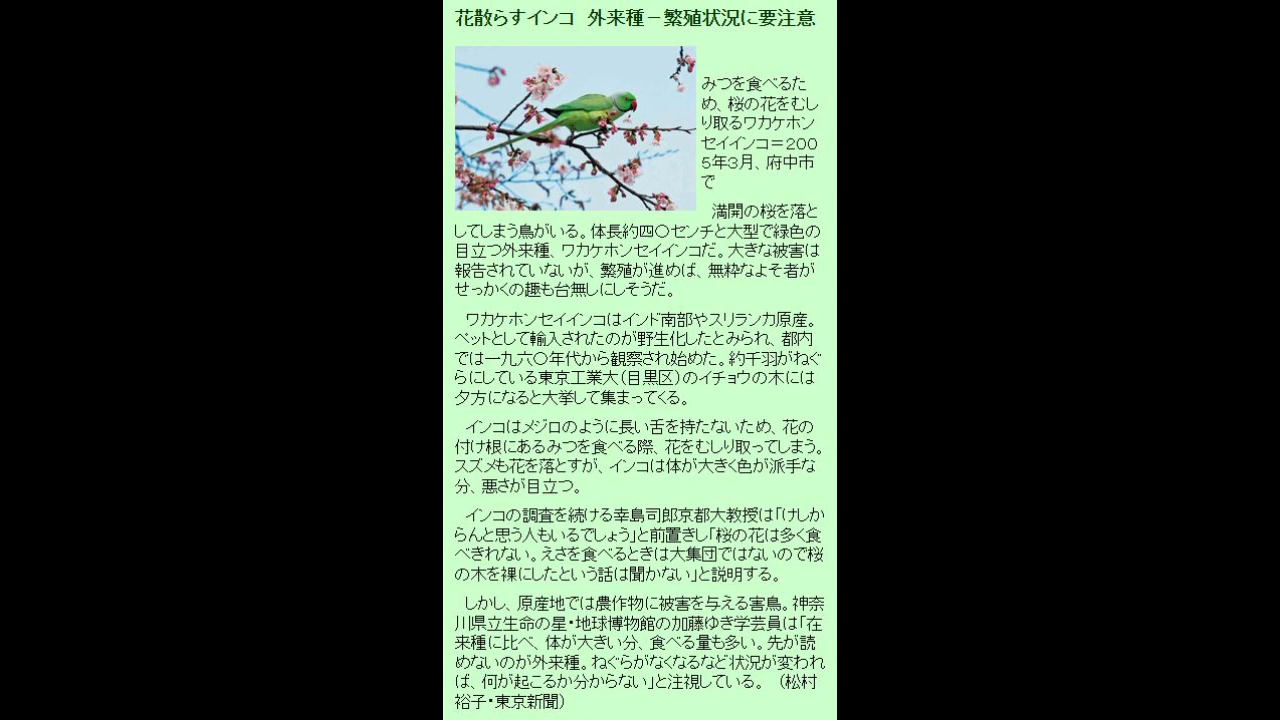 花散らすインコ　外来種－繁殖状況に要注意
みつを食べるた
め、桜の花をむし
り取るワカケホン
セイインコ＝２００
５年３月、府中市
で
　満開の桜を落と
してしまう鳥がいる。体長約四〇センチと大型で緑色の
目立つ外来種、ワカケホンセイインコだ。大きな被害は
報告されていないが、繁殖が進めば、無粋なよそ者が
せっかくの趣も台無しにしそうだ。
　ワカケホンセイインコはインド南部やスリランカ原産。
ペットとして輸入されたのが野生化したとみられ、都内
では一九六〇年代から観察され始めた。約千羽がねぐ
らにしている東京工業大（目黒区）のイチョウの木には
夕方になると大挙して集まってくる。
　インコはメジロのように長い舌を持たないため、花の
付け根にあるみつを食べる際、花をむしり取ってしまう。
スズメも花を落とすが、インコは体が大きく色が派手な
分、悪さが目立つ。
　インコの調査を続ける幸島司郎京都大教授は「けしか
らんと思う人もいるでしょう」と前置きし「桜の花は多く食
べきれない。えさを食べるときは大集団ではないので桜
の木を裸にしたという話は聞かない」と説明する。
　しかし、原産地では農作物に被害を与える害鳥。神奈
川県立生命の星・地球博物館の加藤ゆき学芸員は「在
来種に比べ、体が大きい分、食べる量も多い。先が読
めないのが外来種。ねぐらがなくなるなど状況が変われ
ば、何が起こるか分からない」と注視している。　（松村
裕子・東京新聞）